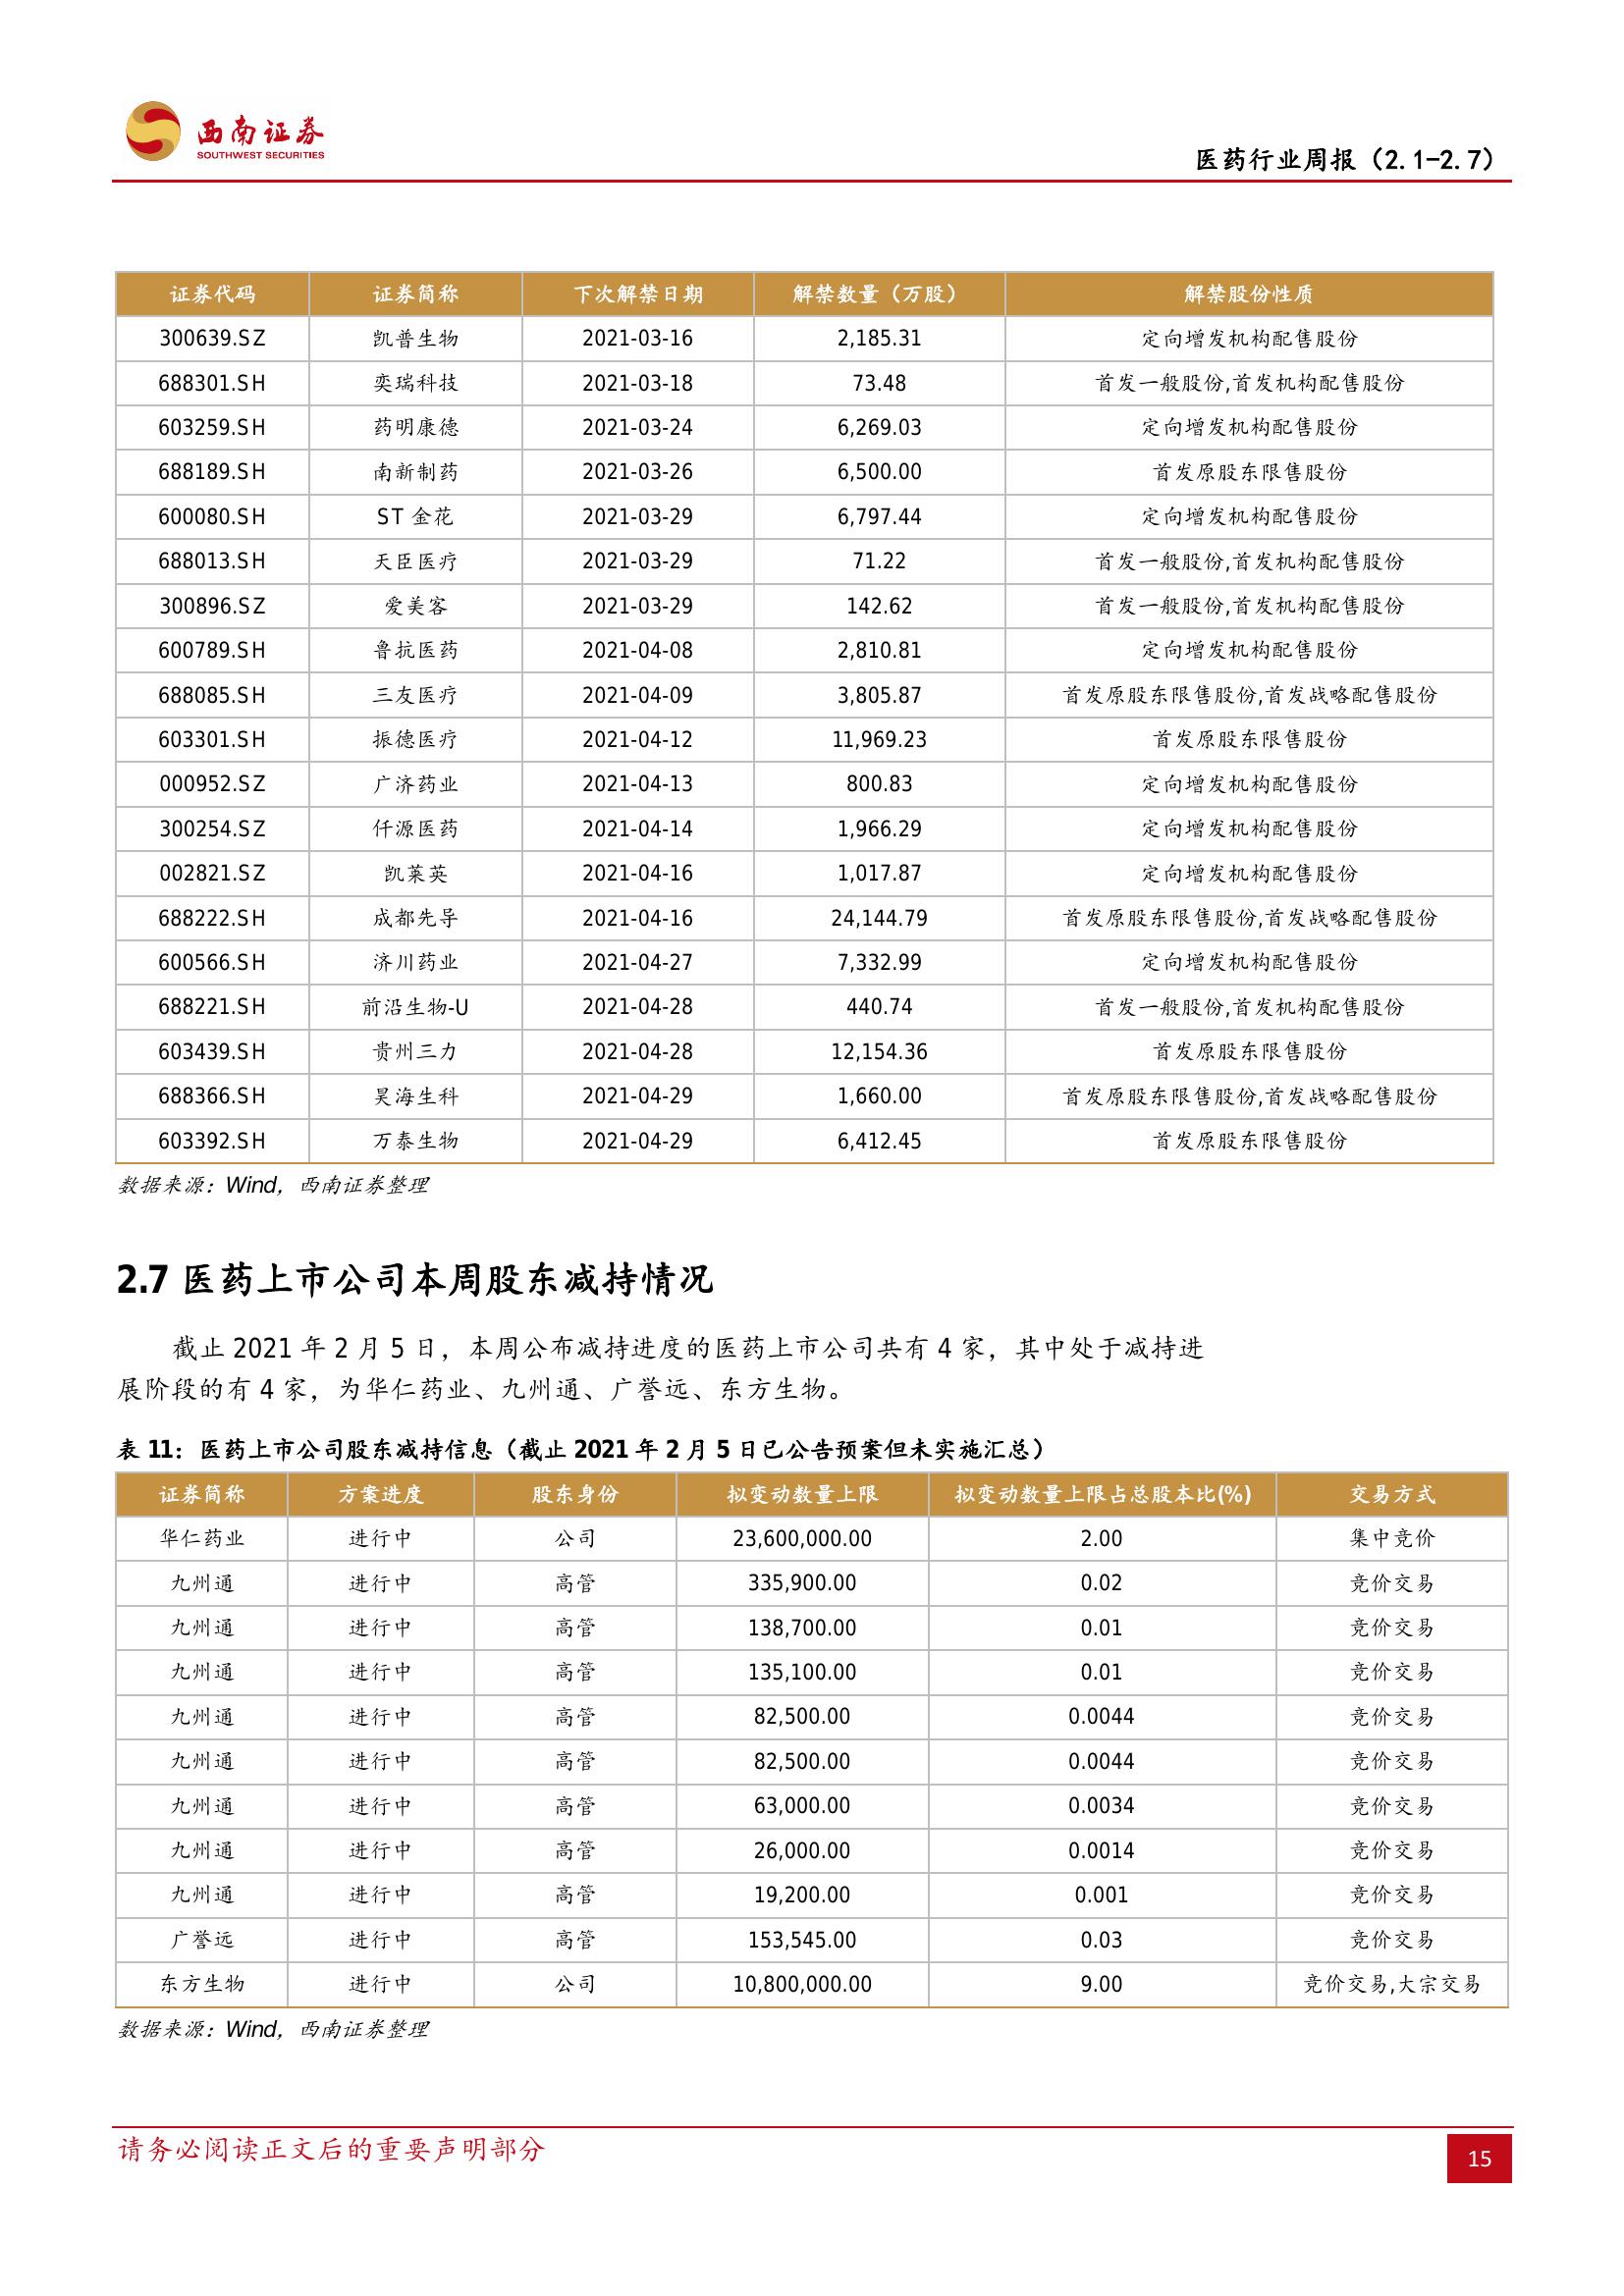 西南证券
SOUTHWEST SECURITIES
医药行业周报（2.1-2.7）
证券代码 证券简称 下次解禁日期 解禁数量（万股） 解禁股份性质
300639.SZ 凯普生物 2021-03-16 2,185.31 定向增发机构配售股份
688301.SH 奕瑞科技 2021-03-18 73.48 首发一般股份,首发机构配售股份
603259.SH 药明康德 2021-03-24 6,269.03 定向增发机构配售股份
688189.SH 南新制药 2021-03-26 6,500.00 首发原股东限售股份
600080.SH ST 金花 2021-03-29 6,797.44 定向增发机构配售股份
688013.SH 天臣医疗 2021-03-29 71.22 首发一般股份,首发机构配售股份
300896.SZ 爱美客 2021-03-29 142.62 首发一般股份,首发机构配售股份
600789.SH 鲁抗医药 2021-04-08 2,810.81 定向增发机构配售股份
688085.SH 三友医疗 2021-04-09 3,805.87 首发原股东限售股份,首发战略配售股份
603301.SH 振德医疗 2021-04-12 11,969.23 首发原股东限售股份
000952.SZ 广济药业 2021-04-13 800.83 定向增发机构配售股份
300254.SZ 仟源医药 2021-04-14 1,966.29 定向增发机构配售股份
002821.SZ 凯莱英 2021-04-16 1,017.87 定向增发机构配售股份
688222.SH 成都先导 2021-04-16 24,144.79 首发原股东限售股份,首发战略配售股份
600566.SH 济川药业 2021-04-27 7,332.99 定向增发机构配售股份
688221.SH 前沿生物-U 2021-04-28 440.74 首发一般股份,首发机构配售股份
603439.SH 贵州三力 2021-04-28 12,154.36 首发原股东限售股份
688366.SH 昊海生科 2021-04-29 1,660.00 首发原股东限售股份,首发战略配售股份
603392.SH 万泰生物 2021-04-29 6,412.45 首发原股东限售股份
数据来源：Wind，西南证券整理
2.7 医药上市公司本周股东减持情况
截止 2021 年 2 月 5 日，本周公布减持进度的医药上市公司共有 4 家，其中处于减持进
展阶段的有 4 家，为华仁药业、九州通、广誉远、东方生物。
表 11：医药上市公司股东减持信息（截止 2021 年 2 月 5 日已公告预案但未实施汇总）
证券简称 方案进度 股东身份 拟变动数量上限 拟变动数量上限占总股本比(%) 交易方式
华仁药业 进行中 公司 23,600,000.00 2.00 集中竞价
九州通 进行中 高管 335,900.00 0.02 竞价交易
九州通 进行中 高管 138,700.00 0.01 竞价交易
九州通 进行中 高管 135,100.00 0.01 竞价交易
九州通 进行中 高管 82,500.00 0.0044 竞价交易
九州通 进行中 高管 82,500.00 0.0044 竞价交易
九州通 进行中 高管 63,000.00 0.0034 竞价交易
九州通 进行中 高管 26,000.00 0.0014 竞价交易
九州通 进行中 高管 19,200.00 0.001 竞价交易
广誉远 进行中 高管 153,545.00 0.03 竞价交易
东方生物 进行中 公司 10,800,000.00 9.00 竞价交易,大宗交易
数据来源：Wind，西南证券整理
请务必阅读正文后的重要声明部分
15